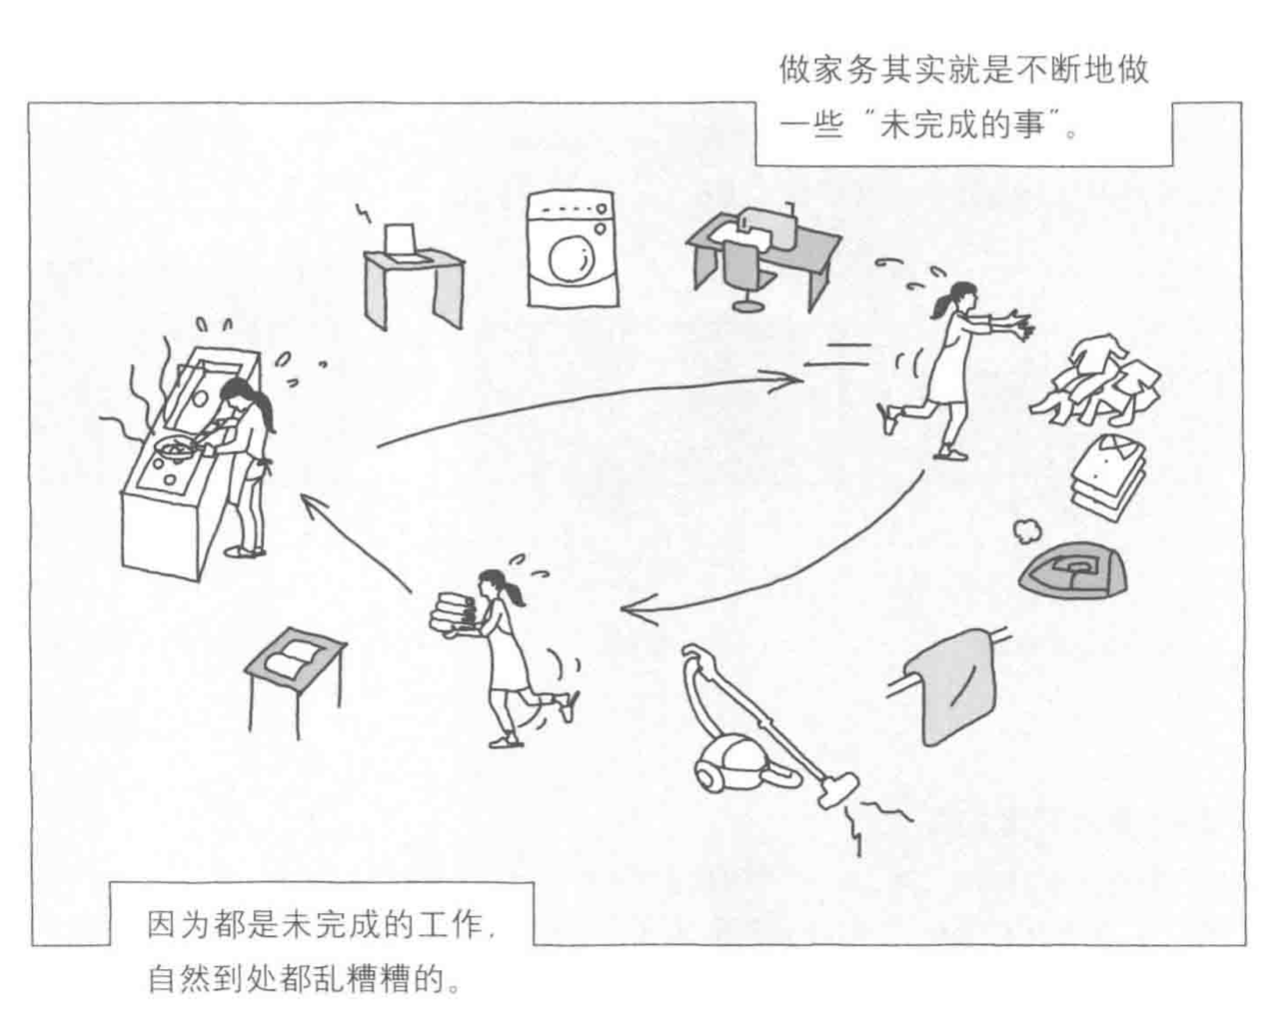 做家务其实就是不断地做
一些“未完成的事”。
因为都是未完成的工作，
自然到处都乱糟糟的。